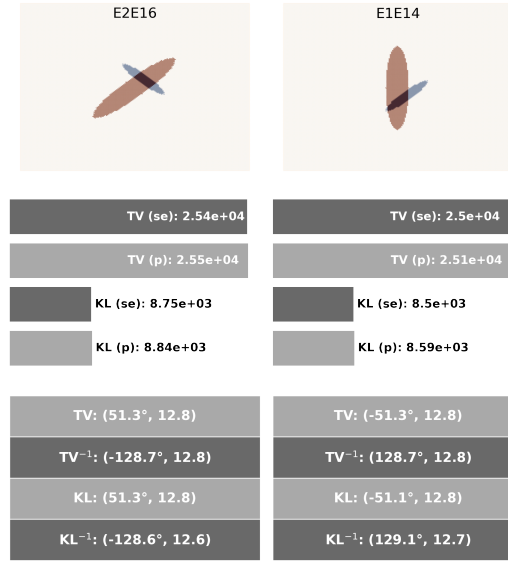 E2E16
E1E14
TV (se): 2.54e+04
TV (se): 2.5e+04
TV (p): 2.55e+04
TV (p): 2.51e+04
KL (se): 8.75e+03
KL (se): 8.5e+03
KL (p): 8.84e+03
KL (p): 8.59e+03
TV: (51.3°, 12.8)
TV: (-51.3°, 12.8)
TV⁻¹: (-128.7°, 12.8)
TV⁻¹: (128.7°, 12.8)
KL: (51.3°, 12.8)
KL: (-51.1°, 12.8)
KL⁻¹: (-128.6°, 12.6)
KL⁻¹: (129.1°, 12.7)